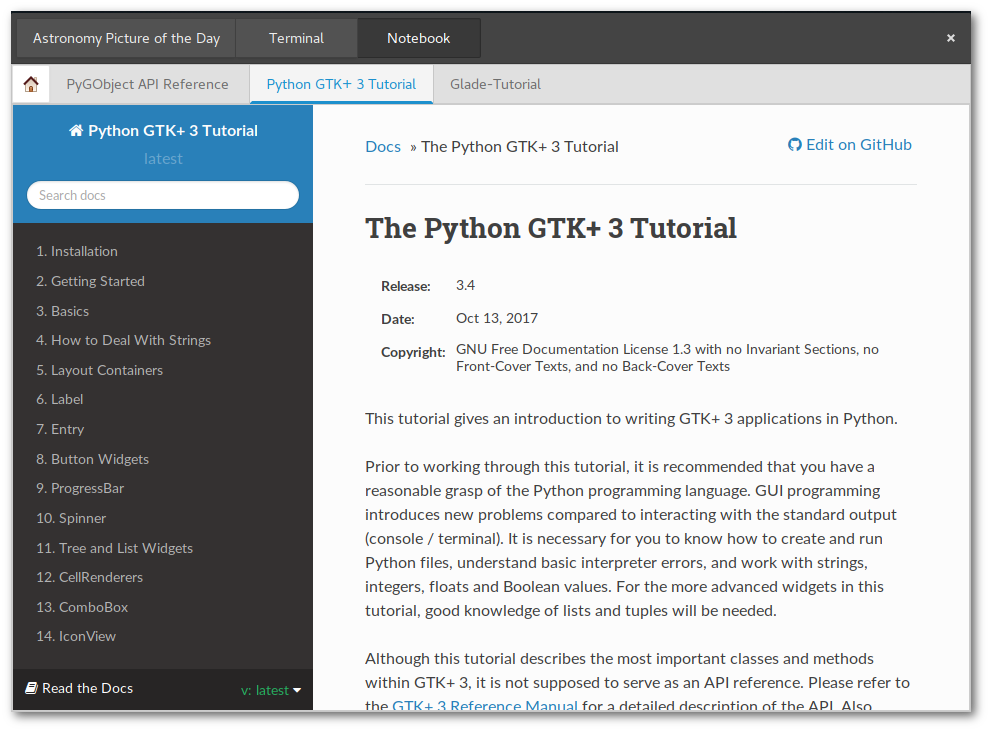 Astronomy Picture of the Day Terminal Notebook ×
PyGObject API Reference Python GTK+ 3 Tutorial Glade-Tutorial
Python GTK+ 3 Tutorial
latest
Search docs
1. Installation
2. Getting Started
3. Basics
4. How to Deal With Strings
5. Layout Containers
6. Label
7. Entry
8. Button Widgets
9. ProgressBar
10. Spinner
11. Tree and List Widgets
12. CellRenderers
13. ComboBox
14. IconView
Read the Docs v: latest
Docs » The Python GTK+ 3 Tutorial
Edit on GitHub
The Python GTK+ 3 Tutorial
Release: 3.4
Date: Oct 13, 2017
Copyright: GNU Free Documentation License 1.3 with no Invariant Sections, no
Front-Cover Texts, and no Back-Cover Texts
This tutorial gives an introduction to writing GTK+ 3 applications in Python.
Prior to working through this tutorial, it is recommended that you have a
reasonable grasp of the Python programming language. GUI programming
introduces new problems compared to interacting with the standard output
(console / terminal). It is necessary for you to know how to create and run
Python files, understand basic interpreter errors, and work with strings,
integers, floats and Boolean values. For the more advanced widgets in this
tutorial, good knowledge of lists and tuples will be needed.
Although this tutorial describes the most important classes and methods
within GTK+ 3, it is not supposed to serve as an API reference. Please refer to
the GTK+ 3 Reference Manual for a detailed description of the API. Also